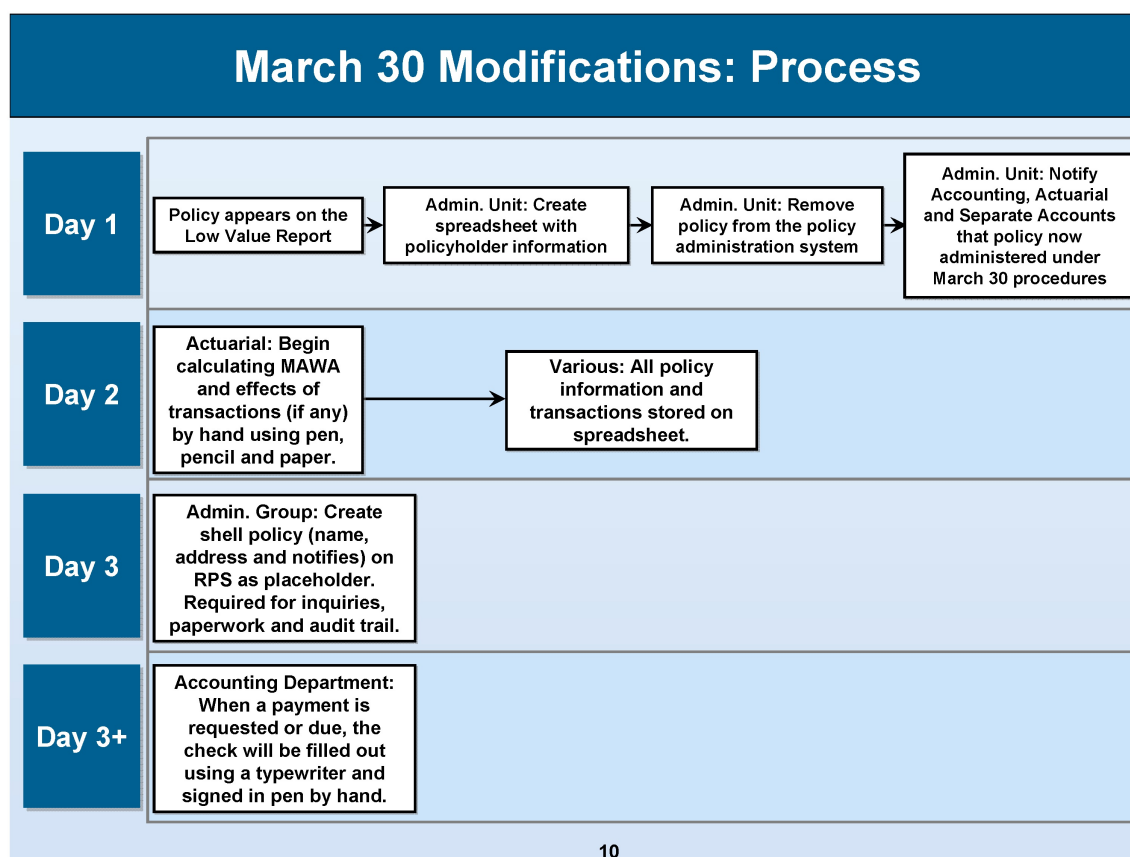 March 30 Modifications: Process
Day 1
Policy appears on the
Low Value Report
Admin. Unit: Create
spreadsheet with
policyholder information
Admin. Unit: Remove
policy from the policy
administration system
Admin. Unit: Notify
Accounting, Actuarial
and Separate Accounts
that policy now
administered under
March 30 procedures
Day 2
Actuarial: Begin
calculating MAWA
and effects of
transactions (if any)
by hand using pen,
pencil and paper.
Various: All policy
information and
transactions stored on
spreadsheet.
Day 3
Admin. Group: Create
shell policy (name,
address and notifies) on
RPS as placeholder.
Required for inquiries,
paperwork and audit trail.
Day 3+
Accounting Department:
When a payment is
requested or due, the
check will be filled out
using a typewriter and
signed in pen by hand.
10